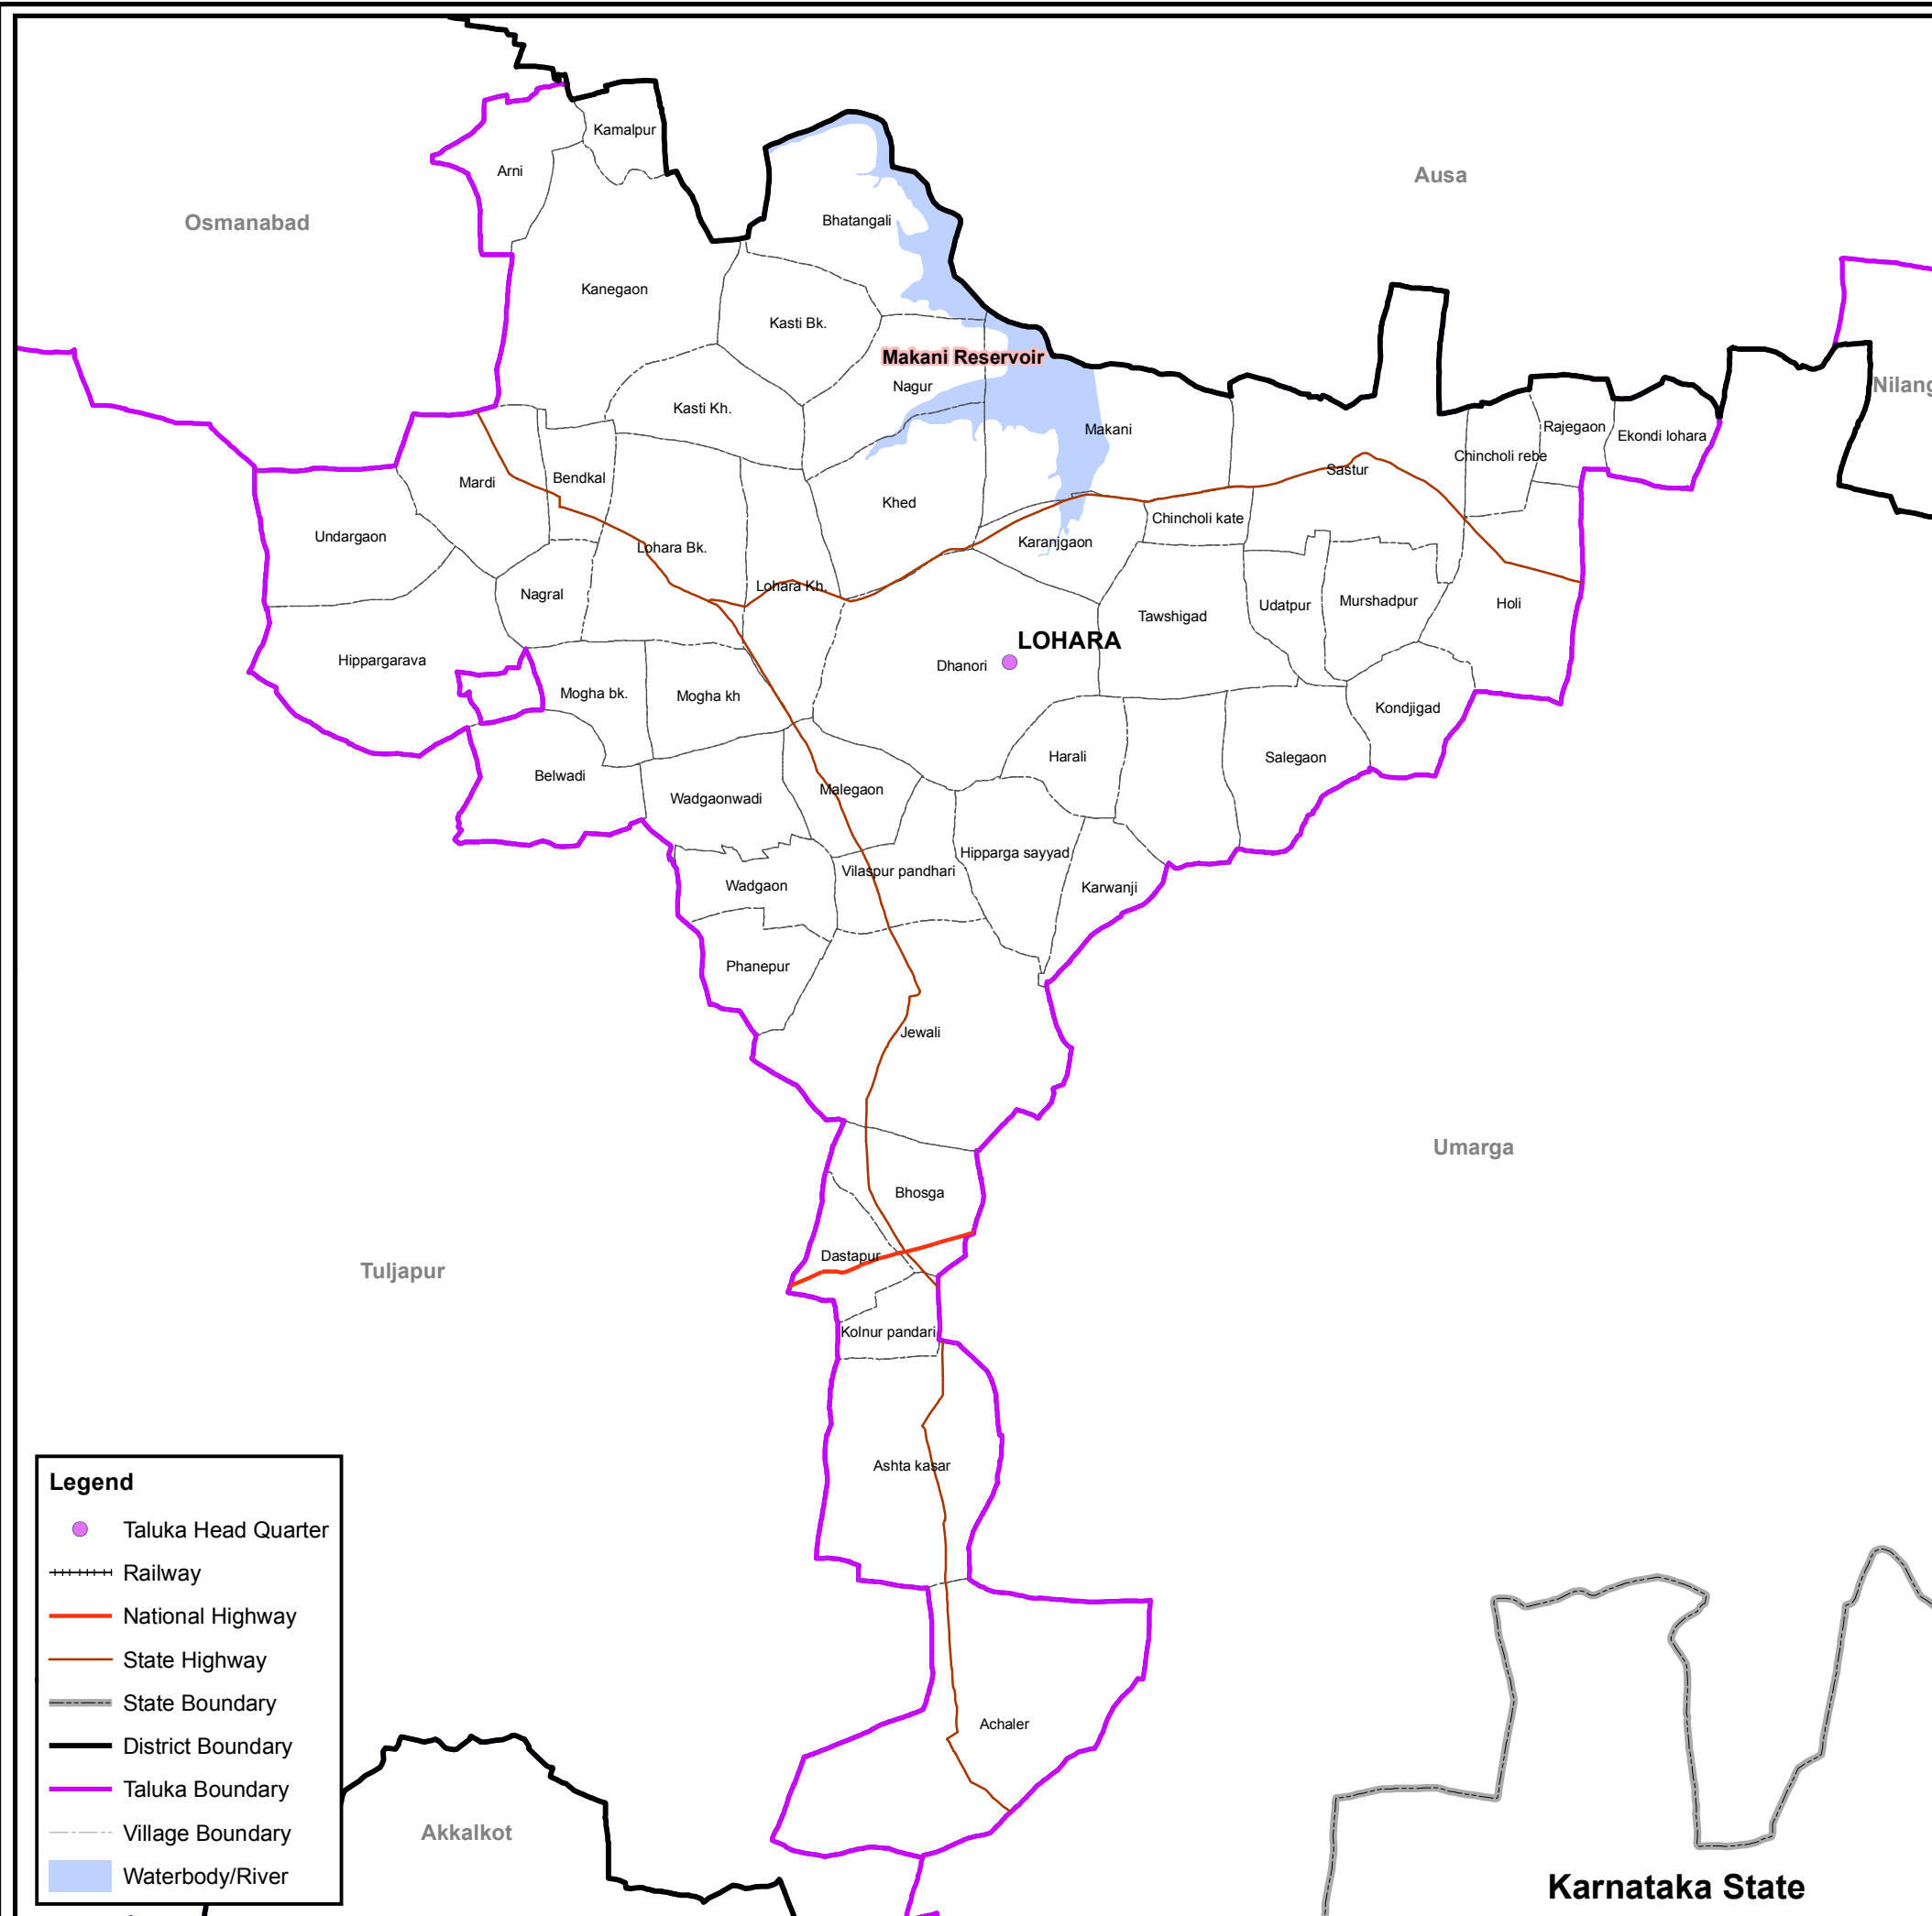 Kamalpur
Arni
Ausa
Osmanabad
Bhatangali
Kanegaon
Kasti Bk.
Makani Reservoir
Nagur
Nilang
Kasti Kh.
Makani
Rajegaon
Ekondi lohara
Chincholi rebe
Sastur
Mardi
Bendkal
Khed
Chincholi kate
Undargaon
Karanjgaon
Lohara Bk.
Lohara Kh.
Nagral
Udatpur
Murshadpur
Holi
Tawshigad
LOHARA
Hippargarava
Dhanori
Mogha bk.
Mogha kh
Kondjigad
Harali
Salegaon
Belwadi
Malegaon
Wadgaonwadi
Hipparga sayyad
Vilaspur pandhari
Wadgaon
Karwanji
Phanepur
Jewali
Umarga
Bhosga
Dastapur
Tuljapur
Kolnur pandari
Ashta kasar
Achaler
Akkalkot
Karnataka State
Legend
Taluka Head Quarter
Railway
National Highway
State Highway
State Boundary
District Boundary
Taluka Boundary
Village Boundary
Waterbody/River